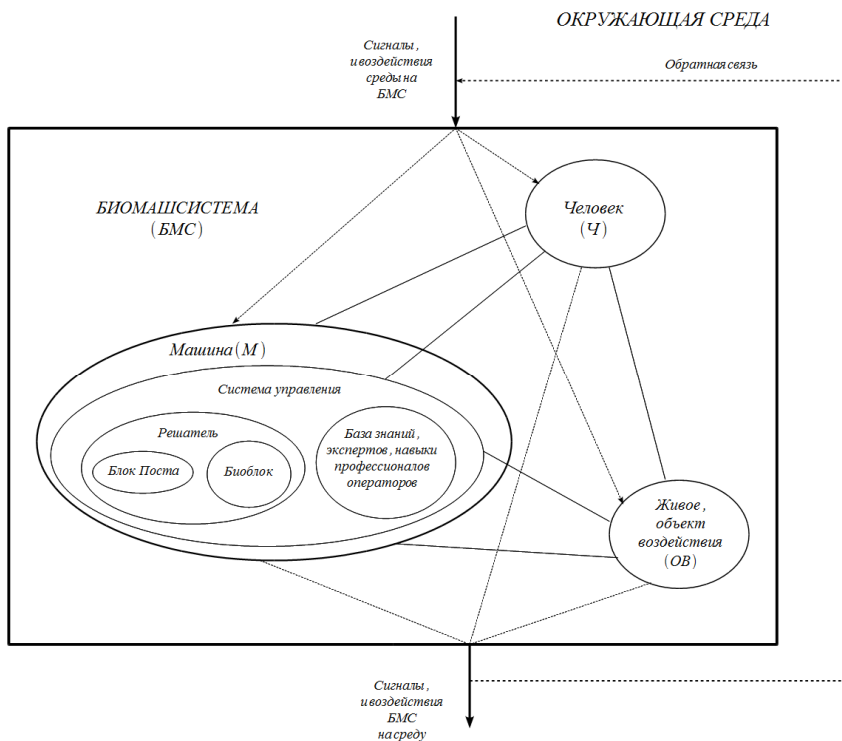 ОКРУЖАЮЩАЯ СРЕДА
Сигналы ,
и воздействия
среды на
БМС
Обратная связь
БИОМАШСИСТЕМА
( БМС )
Человек
( Ч )
Машина ( М )
Система управления
Решатель
Блок Поста
Биоблок
База знаний ,
экспертов , навыки
профессионалов
операторов
Живое ,
объект
воздействия
( ОВ )
Сигналы ,
и воздействия
БМС
на среду